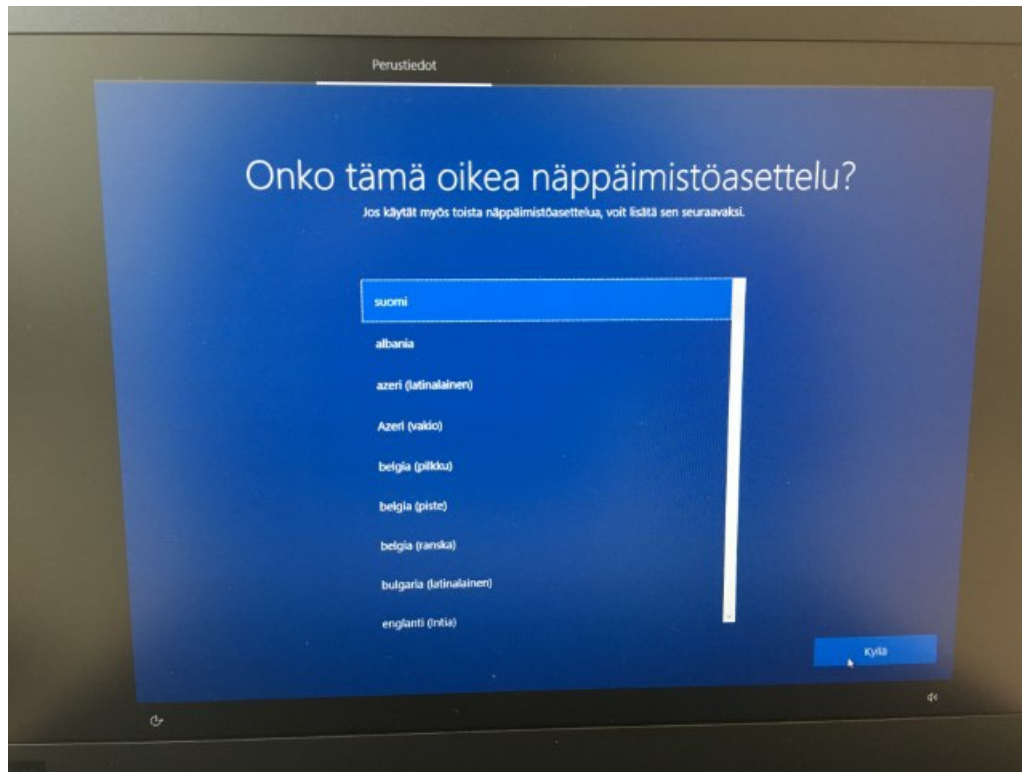 Perustiedot
Onko tämä oikea näppäimistöasettelu?
Jos käytät myös toista näppäimistöasettelua, voit lisätä sen seuraavaksi.
suomi
albania
azeri (latinalainen)
Azeri (vakio)
belgia (pilkku)
belgia (piste)
belgia (ranska)
bulgaria (latinalainen)
englanti (Intia)
Kyllä